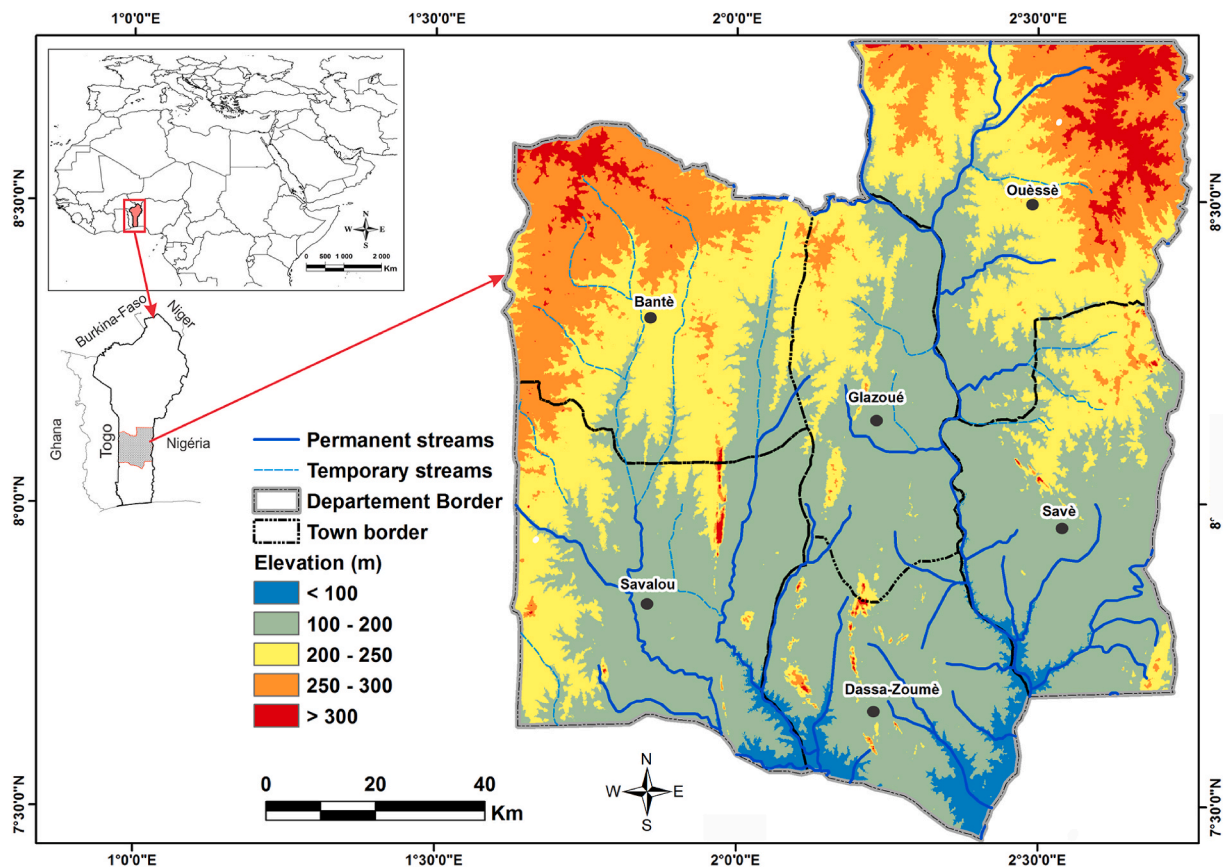 1°0'0"E
1°30'0"E
2°0'0"E
2°30'0"E
8°30'0"N
8°0'0"N
7°30'0"N
8°30'0"N
8°
7°30'0"N
N
W E
S
0 500 1 000 2 000
Km
Burkina-Faso
Niger
Ghana
Togo
Nigéria
Permanent streams
Temporary streams
Departement Border
Town border
Elevation (m)
< 100
100 - 200
200 - 250
250 - 300
> 300
0 20 40
Km
N
W E
S
Ouèssè
Bantè
Glazoué
Savè
Savalou
Dassa-Zoumè
1°0'0"E
1°30'0"E
2°0'0"E
2°30'0"E